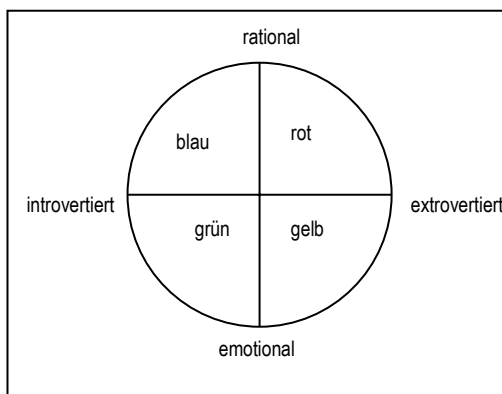 rational
blau
rot
introvertiert
extrovertiert
grün
gelb
emotional